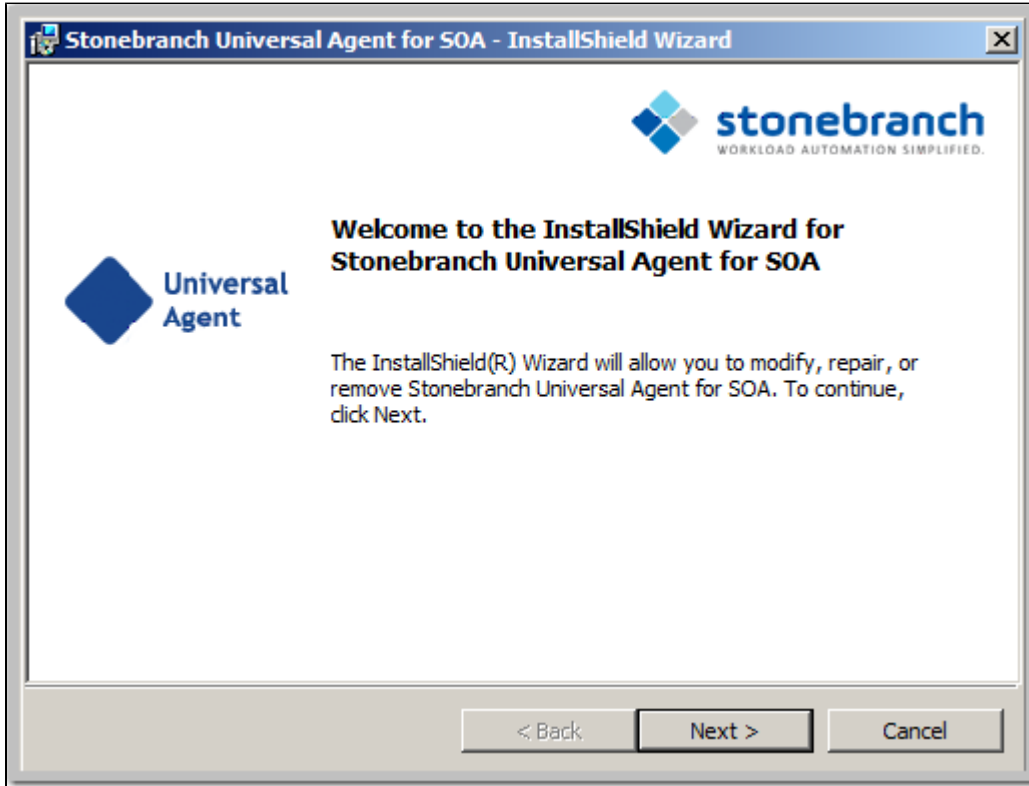 Stonebranch Universal Agent for SOA - InstallShield Wizard
stonebranch
WORKLOAD AUTOMATION SIMPLIFIED.
Welcome to the InstallShield Wizard for
Stonebranch Universal Agent for SOA
Universal
Agent
The InstallShield(R) Wizard will allow you to modify, repair, or
remove Stonebranch Universal Agent for SOA. To continue,
click Next.
< Back
Next >
Cancel